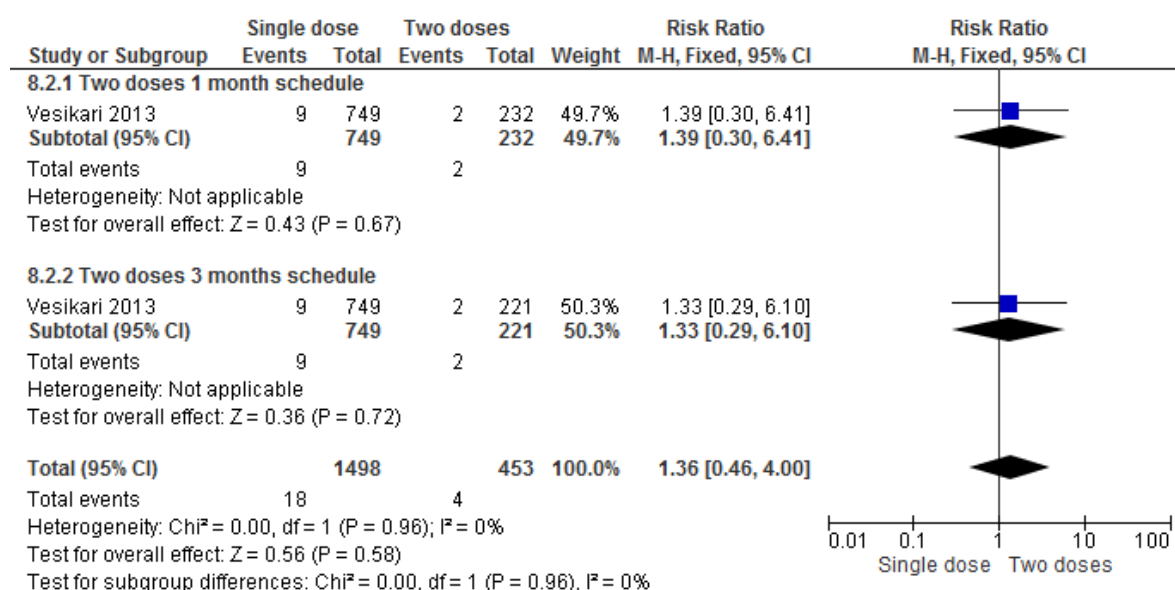 Single dose Two doses Risk Ratio Risk Ratio
Study or Subgroup Events Total Events Total Weight M-H, Fixed, 95% CI M-H, Fixed, 95% CI
8.2.1 Two doses 1 month schedule
Vesikari 2013 9 749 2 232 49.7% 1.39 [0.30, 6.41]
Subtotal (95% CI) 749 232 49.7% 1.39 [0.30, 6.41]
Total events 9 2
Heterogeneity: Not applicable
Test for overall effect: Z = 0.43 (P = 0.67)
8.2.2 Two doses 3 months schedule
Vesikari 2013 9 749 2 221 50.3% 1.33 [0.29, 6.10]
Subtotal (95% CI) 749 221 50.3% 1.33 [0.29, 6.10]
Total events 9 2
Heterogeneity: Not applicable
Test for overall effect: Z = 0.36 (P = 0.72)
Total (95% CI) 1498 453 100.0% 1.36 [0.46, 4.00]
Total events 18 4
Heterogeneity: Chi² = 0.00, df = 1 (P = 0.96); I² = 0%
Test for overall effect: Z = 0.56 (P = 0.58)
Test for subgroup differences: Chi² = 0.00, df = 1 (P = 0.96), I² = 0%
0.01 0.1 1 10 100
Single dose Two doses